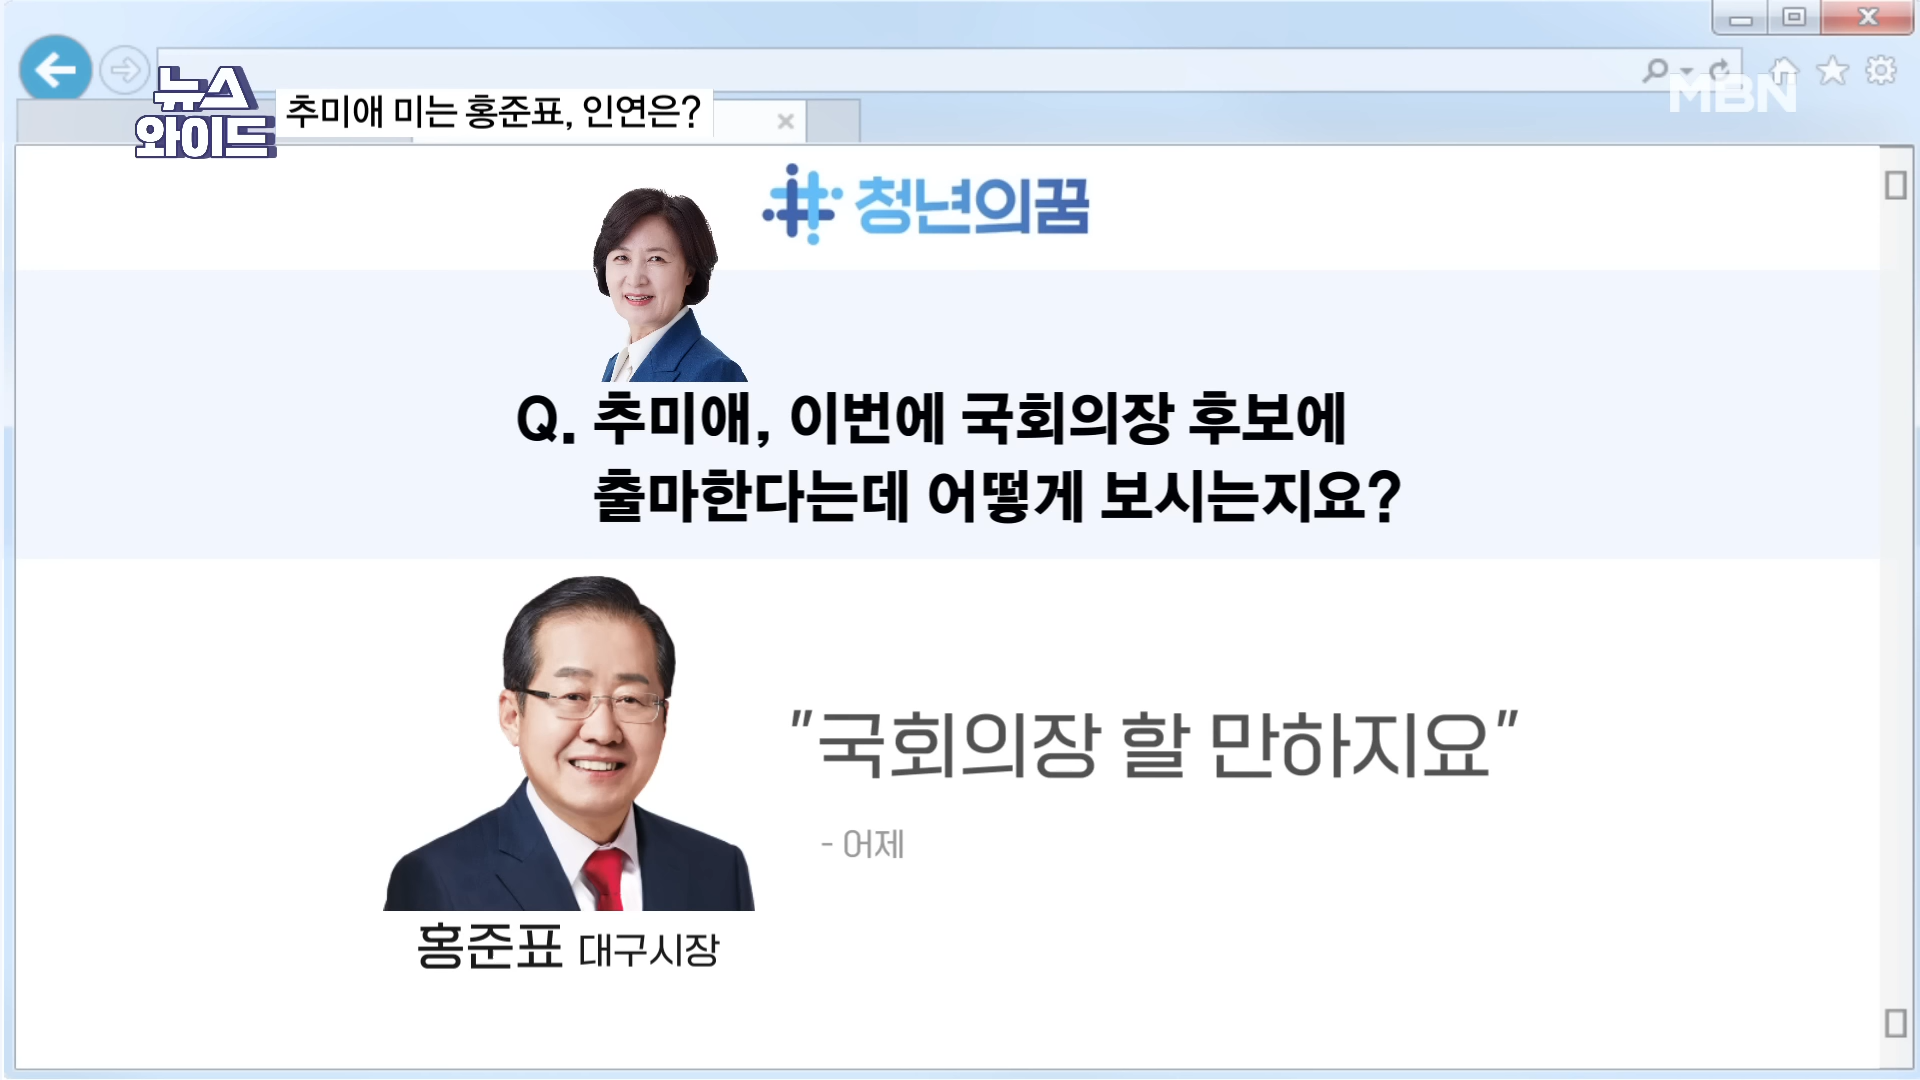 뉴스
와이드
추미애 미는 홍준표, 인연은?
MBN
청년의꿈
Q. 추미애, 이번에 국회의장 후보에
출마한다는데 어떻게 보시는지요?
"국회의장 할 만하지요"
- 어제
홍준표 대구시장